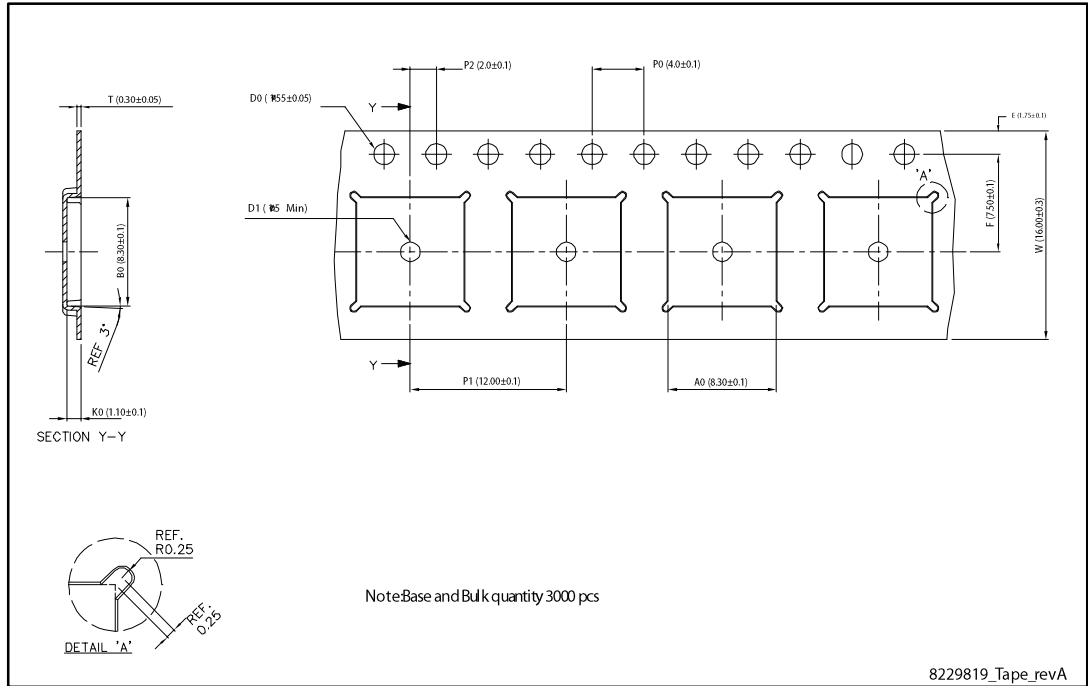 P2 (2.0±0.1)
P0 (4.0±0.1)
T (0.30±0.05)
D0 ( 55±0.05)
Y
E (1.75±0.1)
'A'
D1 ( 5 Min)
B0 (8.30±0.1)
F (7.50±0.1)
W (16.00±0.3)
REF 3°
Y
P1 (12.00±0.1)
A0 (8.30±0.1)
K0 (1.10±0.1)
SECTION Y-Y
REF.
R0.25
REF.
0.25
DETAIL 'A'
Note:Base and Bulk quantity 3000 pcs
8229819_Tape_revA